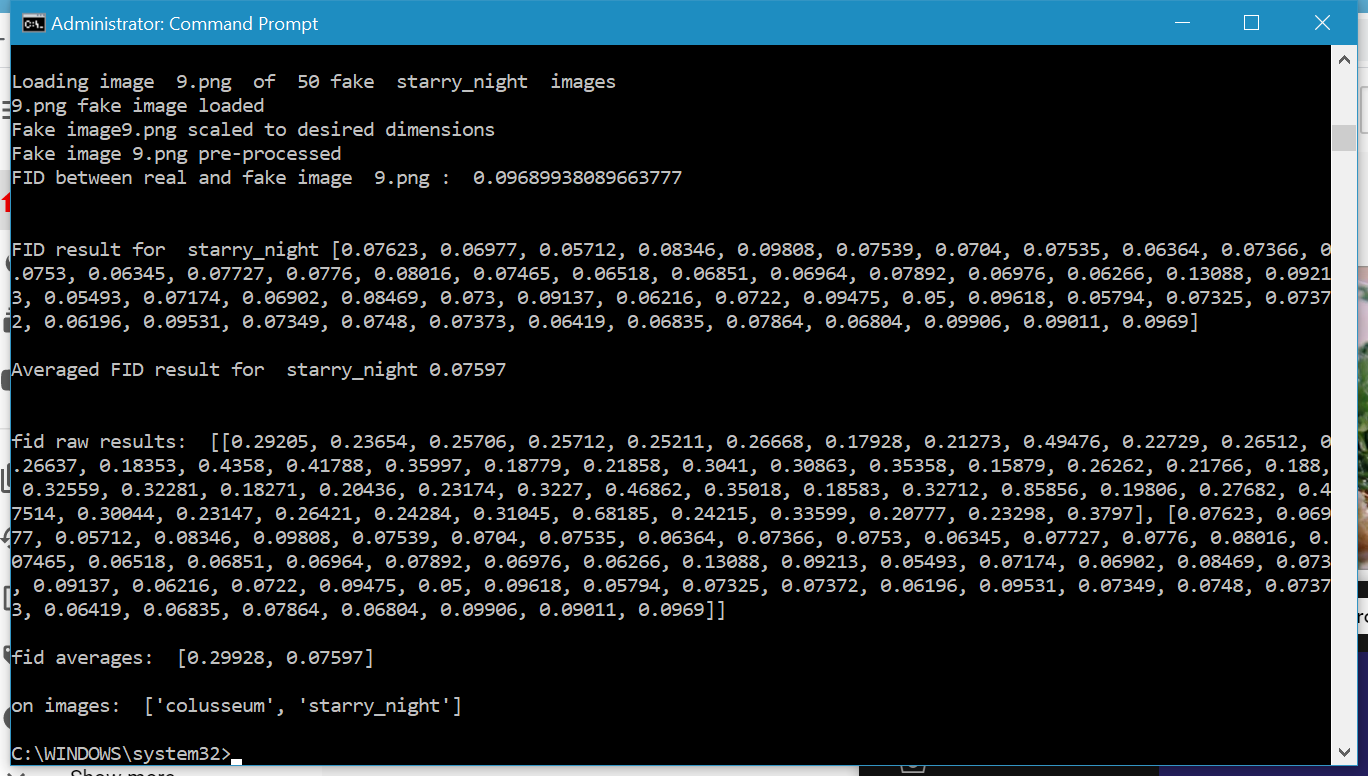 Administrator: Command Prompt
Loading image  9.png  of  50 fake  starry_night  images
9.png fake image loaded
Fake image9.png scaled to desired dimensions
Fake image 9.png pre-processed
FID between real and fake image  9.png :  0.09689938089663777
FID result for  starry_night [0.07623, 0.06977, 0.05712, 0.08346, 0.09808, 0.07539, 0.0704, 0.07535, 0.06364, 0.07366, 0
.0753, 0.06345, 0.07727, 0.0776, 0.08016, 0.07465, 0.06518, 0.06851, 0.06964, 0.07892, 0.06976, 0.06266, 0.13088, 0.0921
3, 0.05493, 0.07174, 0.06902, 0.08469, 0.073, 0.09137, 0.06216, 0.0722, 0.09475, 0.05, 0.09618, 0.05794, 0.07325, 0.0737
2, 0.06196, 0.09531, 0.07349, 0.0748, 0.07373, 0.06419, 0.06835, 0.07864, 0.06804, 0.09906, 0.09011, 0.0969]
Averaged FID result for  starry_night 0.07597
fid raw results:  [[0.29205, 0.23654, 0.25706, 0.25712, 0.25211, 0.26668, 0.17928, 0.21273, 0.49476, 0.22729, 0.26512, 0
.26637, 0.18353, 0.4358, 0.41788, 0.35997, 0.18779, 0.21858, 0.3041, 0.30863, 0.35358, 0.15879, 0.26262, 0.21766, 0.188,
 0.32559, 0.32281, 0.18271, 0.20436, 0.23174, 0.3227, 0.46862, 0.35018, 0.18583, 0.32712, 0.85856, 0.19806, 0.27682, 0.4
7514, 0.30044, 0.23147, 0.26421, 0.24284, 0.31045, 0.68185, 0.24215, 0.33599, 0.20777, 0.23298, 0.3797], [0.07623, 0.069
77, 0.05712, 0.08346, 0.09808, 0.07539, 0.0704, 0.07535, 0.06364, 0.07366, 0.0753, 0.06345, 0.07727, 0.0776, 0.08016, 0.
07465, 0.06518, 0.06851, 0.06964, 0.07892, 0.06976, 0.06266, 0.13088, 0.09213, 0.05493, 0.07174, 0.06902, 0.08469, 0.073
, 0.09137, 0.06216, 0.0722, 0.09475, 0.05, 0.09618, 0.05794, 0.07325, 0.07372, 0.06196, 0.09531, 0.07349, 0.0748, 0.0737
3, 0.06419, 0.06835, 0.07864, 0.06804, 0.09906, 0.09011, 0.0969]]
fid averages:  [0.29928, 0.07597]
on images:  ['colusseum', 'starry_night']
C:\WINDOWS\system32>
Show more